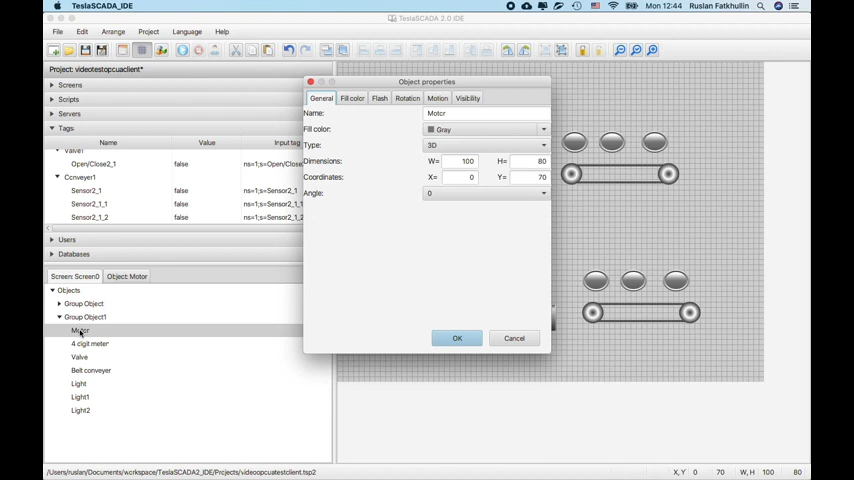 TeslaSCADA_IDE
Mon 12:44 Ruslan Fatkhullin
TeslaSCADA 2.0 IDE
File Edit Arrange Project Language Help
Project: videotestopcuaclient*
Screens
Scripts
Tags
Name Value Input tag
Valve1
Open/Close2_1 false ns=1;s=Open/Clos
Conveyer1
Sensor2_1 false ns=1;s=Sensor2_1
Sensor2_1_1 false ns=1;s=Sensor2_1_1
Sensor2_1_2 false ns=1;s=Sensor2_1_2
Users
Databases
Screen: Screen0 Object: Motor
Objects
Group Object
Group Object1
Motor
4 digit meter
Valve
Belt conveyer
Light
Light1
Light2
Object properties
General Fill color Flash Rotation Motion Visibility
Name: Motor
Fill color: Gray
Type: 3D
Dimensions: W= 100 H= 80
Coordinates: X= 0 Y= 70
Angle: 0
OK Cancel
/Users/ruslan/Documents/workspace/TeslaSCADA2_IDE/Projects/videoopcuatestclient.tsp2
X,Y 0 70 W,H 100 80